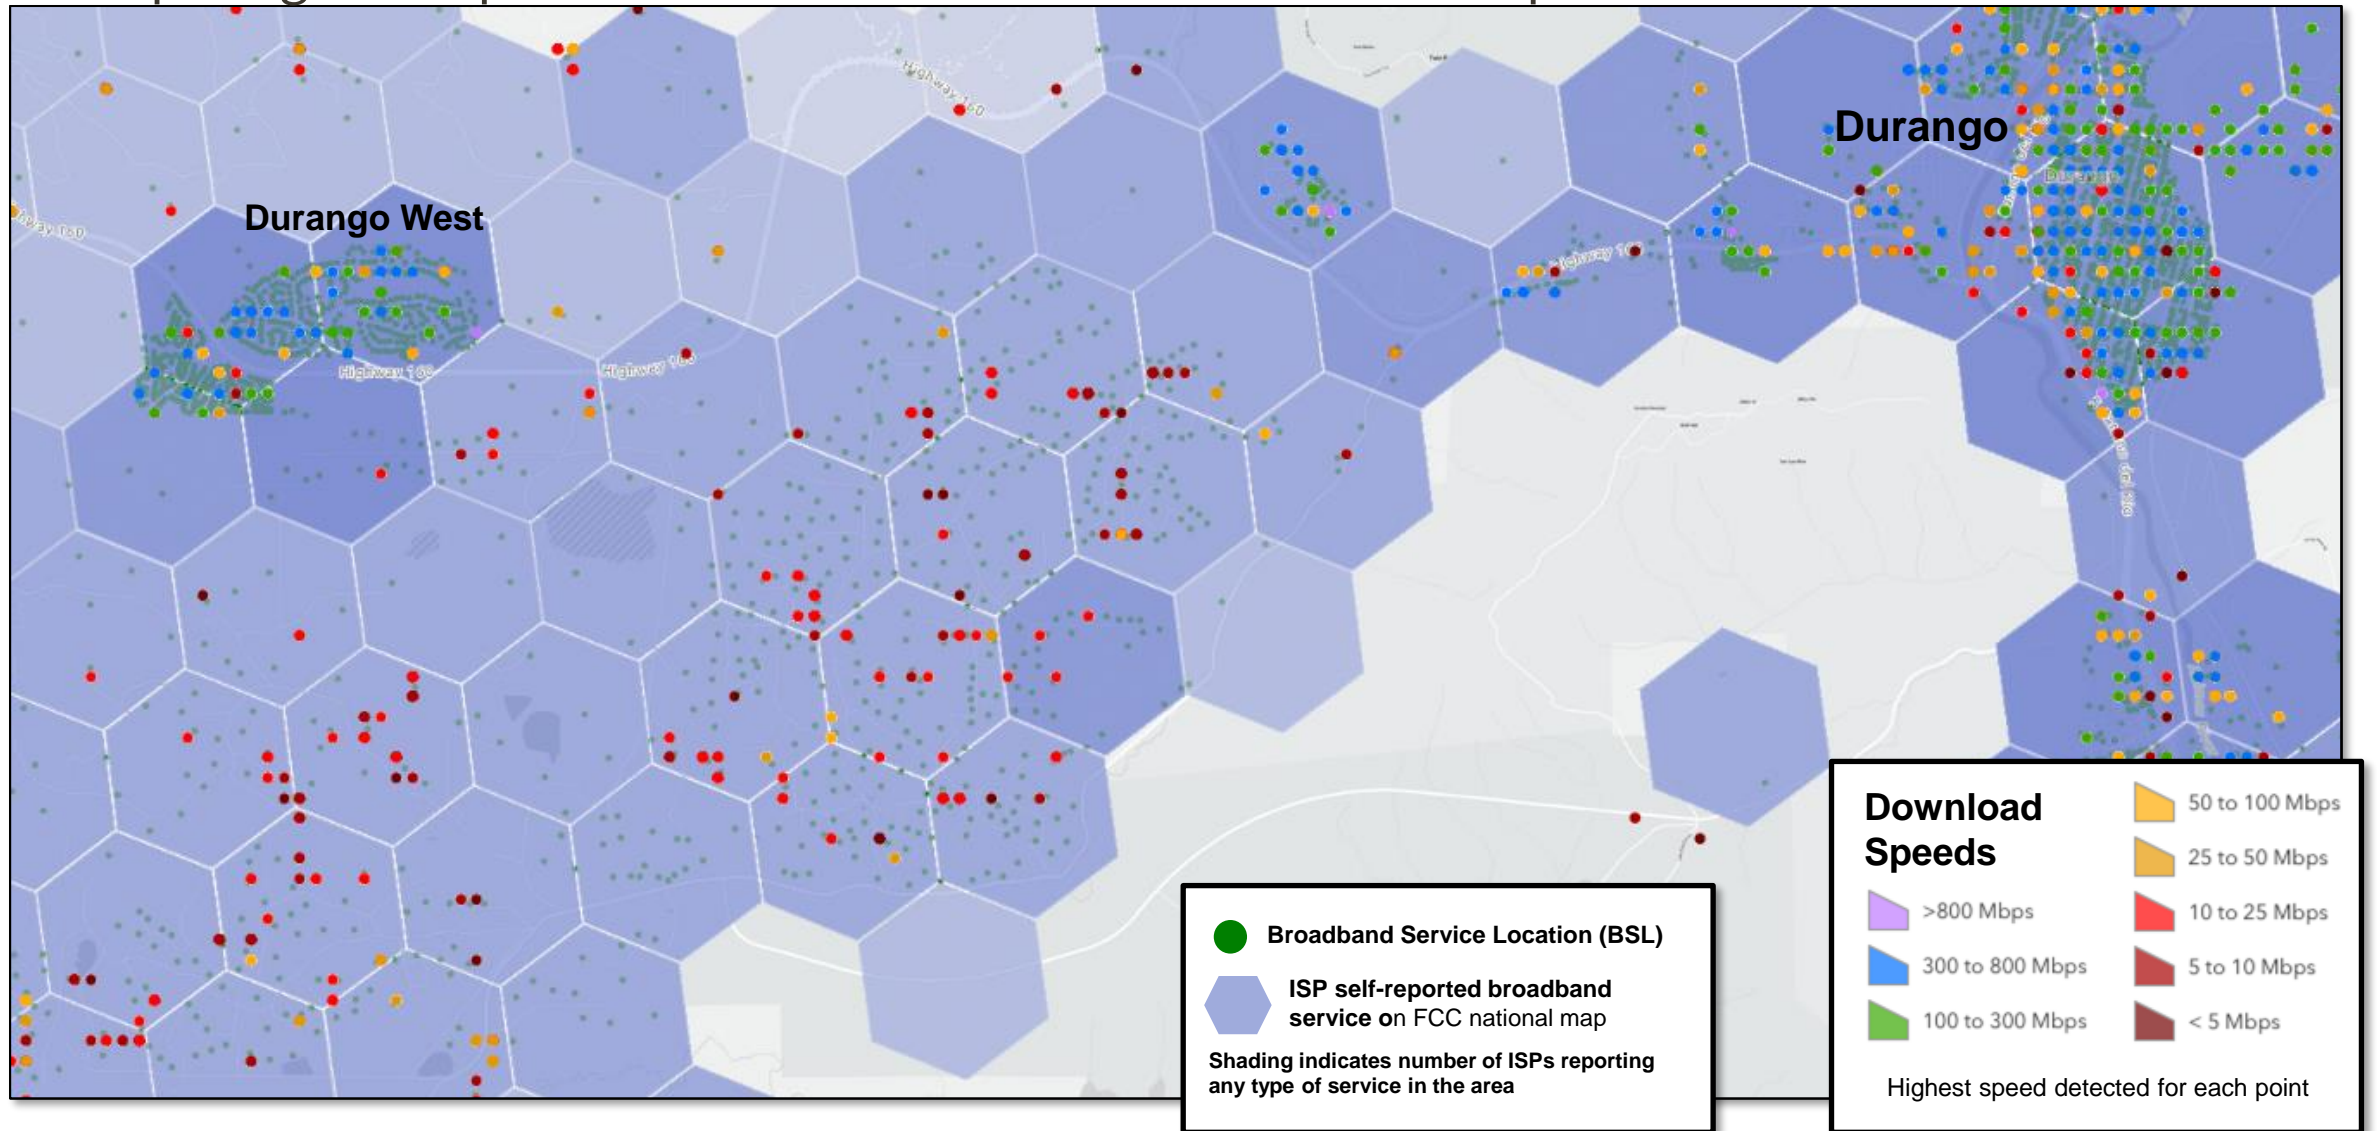 Highway 160
Durango
Durango
Durango West
hway 160
Highway 160
Highway 160
Highway 160
Download
Speeds
>800 Mbps
300 to 800 Mbps
100 to 300 Mbps
50 to 100 Mbps
25 to 50 Mbps
10 to 25 Mbps
5 to 10 Mbps
< 5 Mbps
Highest speed detected for each point
Broadband Service Location (BSL)
ISP self-reported broadband
service on FCC national map
Shading indicates number of ISPs reporting
any type of service in the area